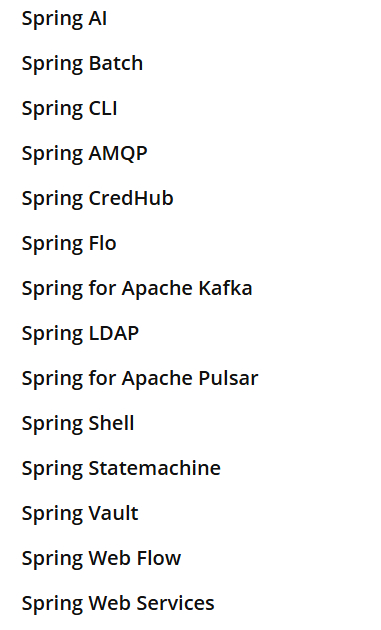 Spring AI
Spring Batch
Spring CLI
Spring AMQP
Spring CredHub
Spring Flo
Spring for Apache Kafka
Spring LDAP
Spring for Apache Pulsar
Spring Shell
Spring Statemachine
Spring Vault
Spring Web Flow
Spring Web Services